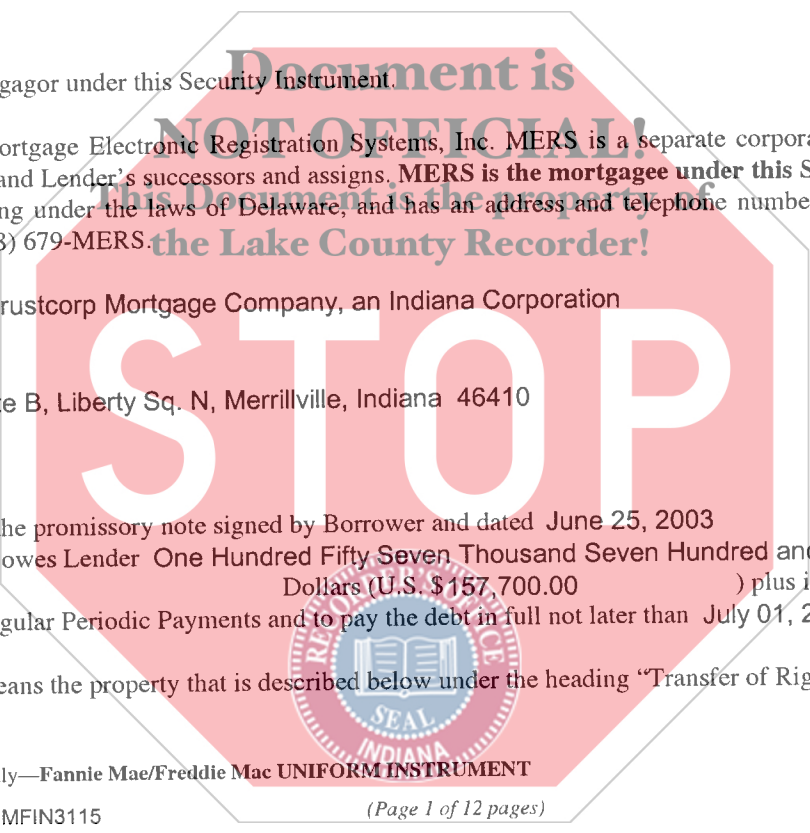 Document is
gagor under this Security Instrument.
NOT OFFICIAL!
ortgage Electronic Registration Systems, Inc. MERS is a separate corpora
and Lender's successors and assigns. MERS is the mortgagee under this S
This Document is the property of
ng under the laws of Delaware, and has an address and telephone numbe
8) 679-MERS.
the Lake County Recorder!
rustcorp Mortgage Company, an Indiana Corporation
STOP
te B, Liberty Sq. N, Merrillville, Indiana 46410
he promissory note signed by Borrower and dated June 25, 2003
owes Lender One Hundred Fifty Seven Thousand Seven Hundred and
Dollars (U.S. $157,700.00 ) plus i
gular Periodic Payments and to pay the debt in full not later than July 01, 2
RECORDER'S OFFICE
eans the property that is described below under the heading “Transfer of Rig
SEAL
INDIANA
ly—Fannie Mae/Freddie Mac UNIFORM INSTRUMENT
MFIN3115 (Page 1 of 12 pages)